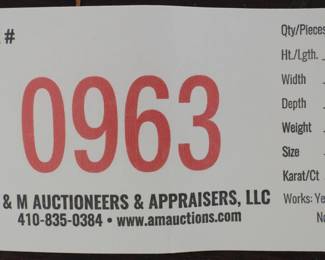 #
0963
& M AUCTIONEERS & APPRAISERS, LLC
410-835-0384 • www.amauctions.com
Qty/Pieces
Ht./Lgth.
Width
Depth
Weight
Size
Karat/Ct
Works: Ye
No